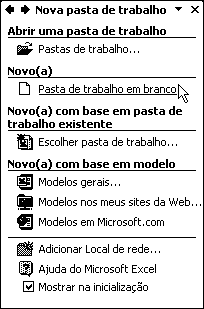 Nova pasta de trabalho
Abrir uma pasta de trabalho
Pastas de trabalho...
Novo(a)
Pasta de trabalho em branco
Novo(a) com base em pasta de
trabalho existente
Escolher pasta de trabalho...
Novo(a) com base em modelo
Modelos gerais...
Modelos nos meus sites da Web...
Modelos em Microsoft.com
Adicionar Local de rede...
Ajuda do Microsoft Excel
Mostrar na inicialização